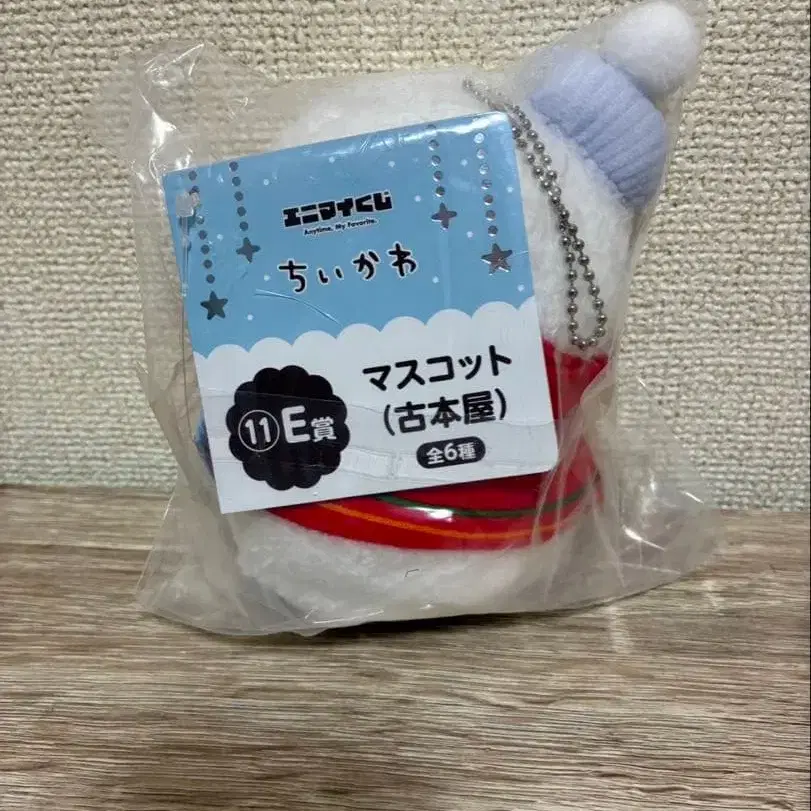 エニマイくじ
Anytime, My Favorite.
ちいかわ
⑪E賞
マスコット
(古本屋)
全6種